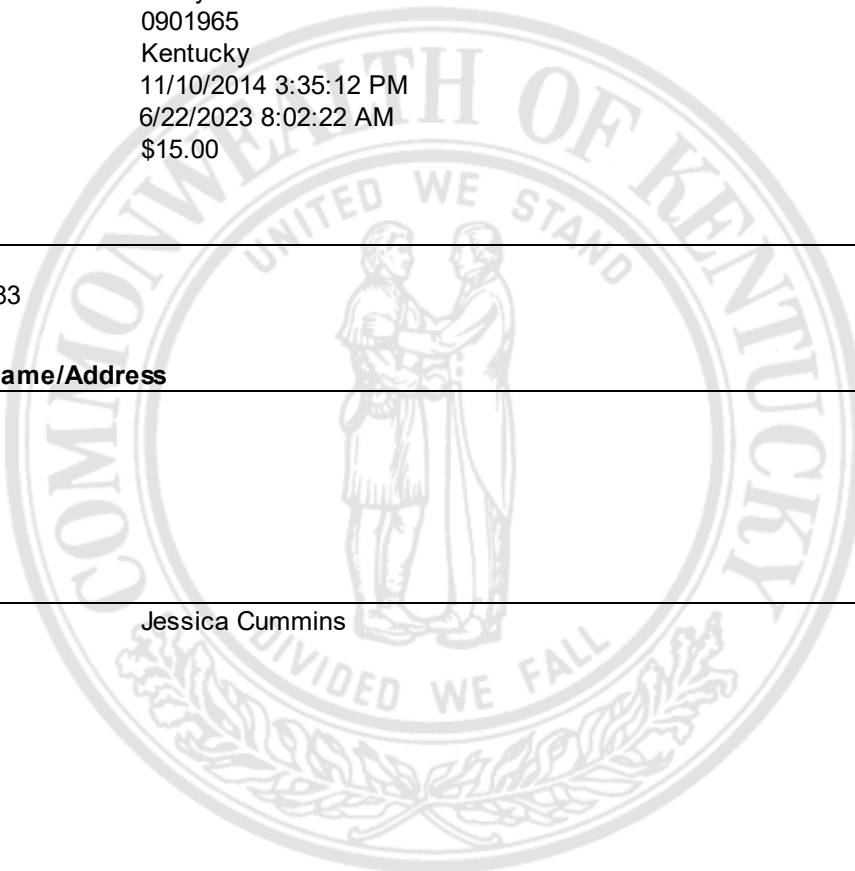 0901965
Kentucky
11/10/2014 3:35:12 PM
6/22/2023 8:02:22 AM
$15.00
COMMONWEALTH OF KENTUCKY
UNITED WE STAND
33
ame/Address
Jessica Cummins
DIVIDED WE FALL